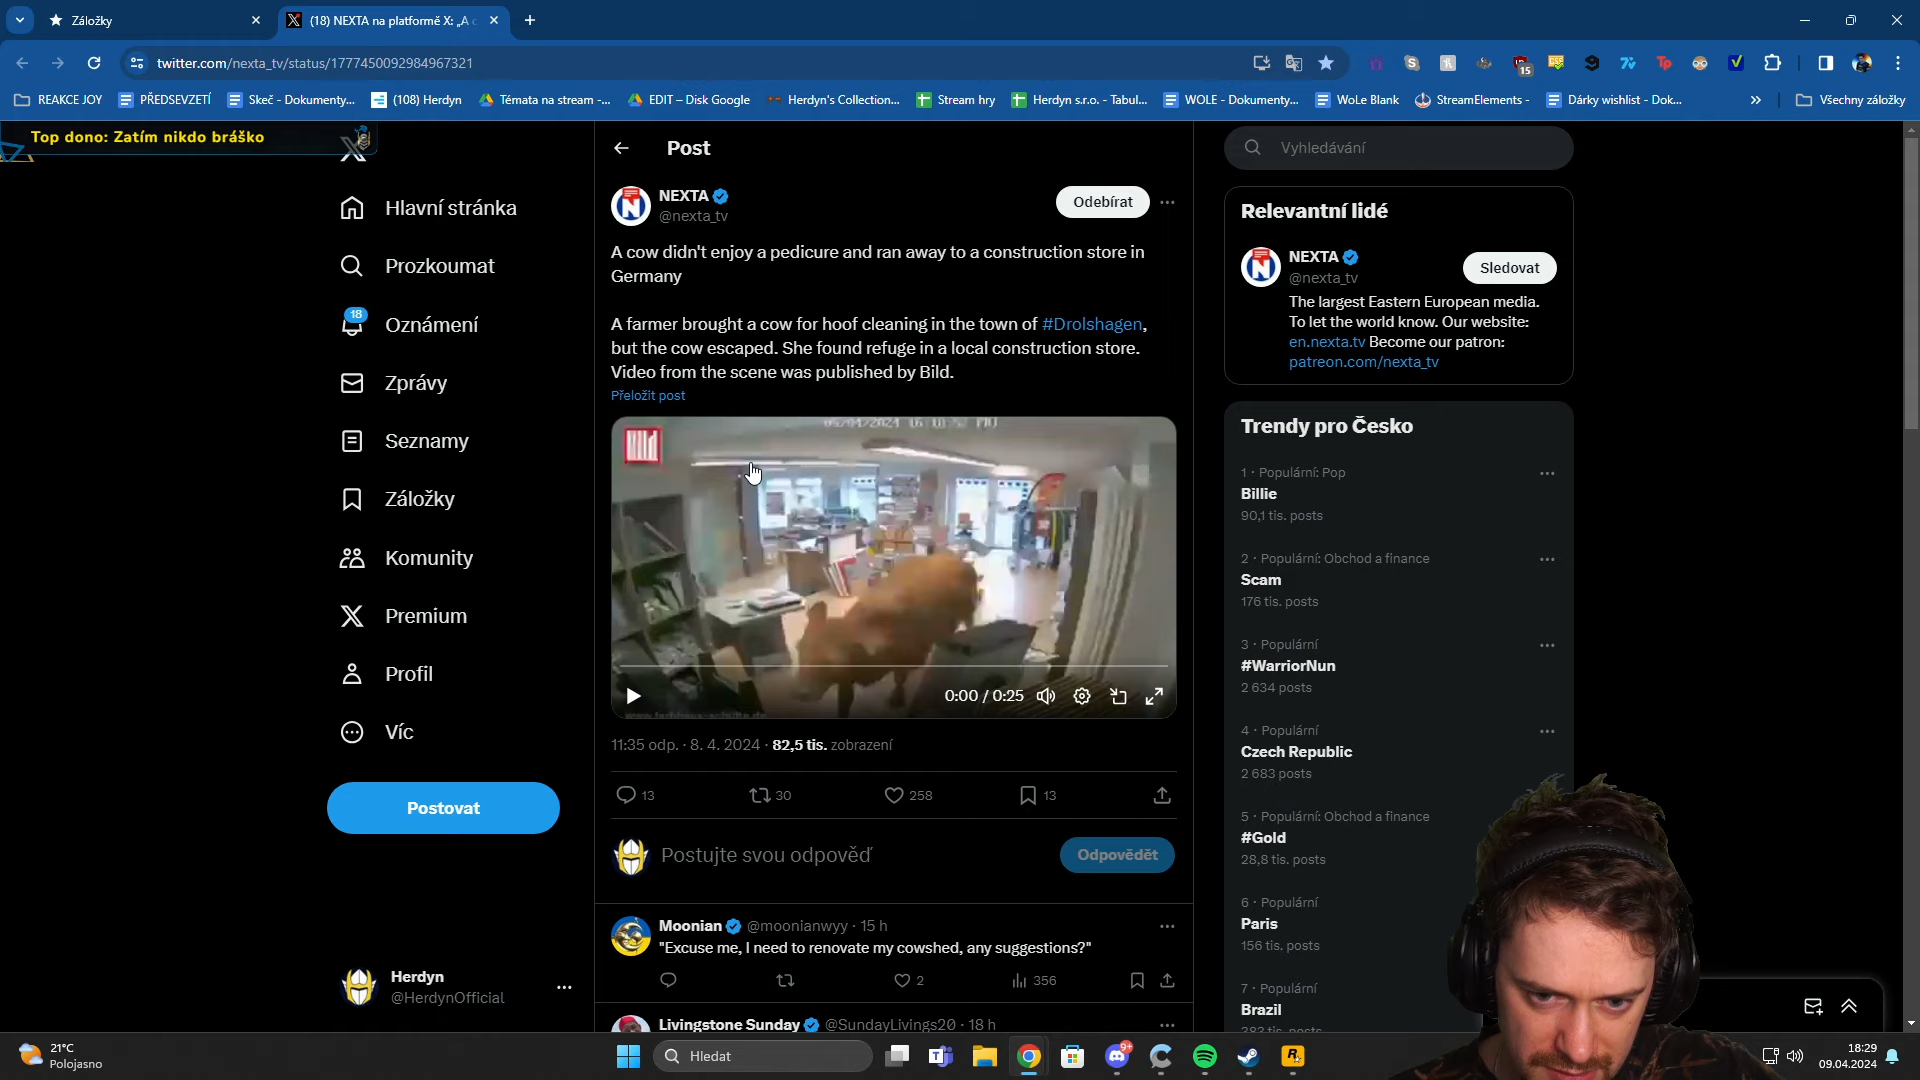 Záložky
(18) NEXTA na platformě X: „A c
twitter.com/nexta_tv/status/1777450092984967321
15
REAKCE JOY
PŘEDSEVZETÍ
Skeč - Dokumenty...
(108) Herdyn
Témata na stream -...
EDIT – Disk Google
Herdyn's Collection...
Stream hry
Herdyn s.r.o. - Tabul...
WOLE - Dokumenty...
WoLe Blank
StreamElements -
Dárky wishlist - Dok...
»
Všechny záložky
Top dono: Zatím nikdo bráško
Hlavní stránka
Prozkoumat
18
Oznámení
Zprávy
Seznamy
Záložky
Komunity
Premium
Profil
Víc
Postovat
Herdyn
@HerdynOfficial
Post
NEXTA
@nexta_tv
Odebírat
A cow didn't enjoy a pedicure and ran away to a construction store in
Germany
A farmer brought a cow for hoof cleaning in the town of #Drolshagen,
but the cow escaped. She found refuge in a local construction store.
Video from the scene was published by Bild.
Přeložit post
Bild
0:00 / 0:25
11:35 odp. · 8. 4. 2024 · 82,5 tis. zobrazení
13
30
258
13
Postujte svou odpověď
Odpovědět
Moonian @moonianwyy · 15 h
"Excuse me, I need to renovate my cowshed, any suggestions?"
2
356
Livingstone Sunday @SundayLivings20 · 18 h
Vyhledávání
Relevantní lidé
NEXTA
@nexta_tv
Sledovat
The largest Eastern European media.
To let the world know. Our website:
en.nexta.tv Become our patron:
patreon.com/nexta_tv
Trendy pro Česko
1 · Populární: Pop
Billie
90,1 tis. posts
2 · Populární: Obchod a finance
Scam
176 tis. posts
3 · Populární
#WarriorNun
2 634 posts
4 · Populární
Czech Republic
2 683 posts
5 · Populární: Obchod a finance
#Gold
28,8 tis. posts
6 · Populární
Paris
156 tis. posts
7 · Populární
Brazil
21°C
Polojasno
Hledat
9+
18:29
09.04.2024